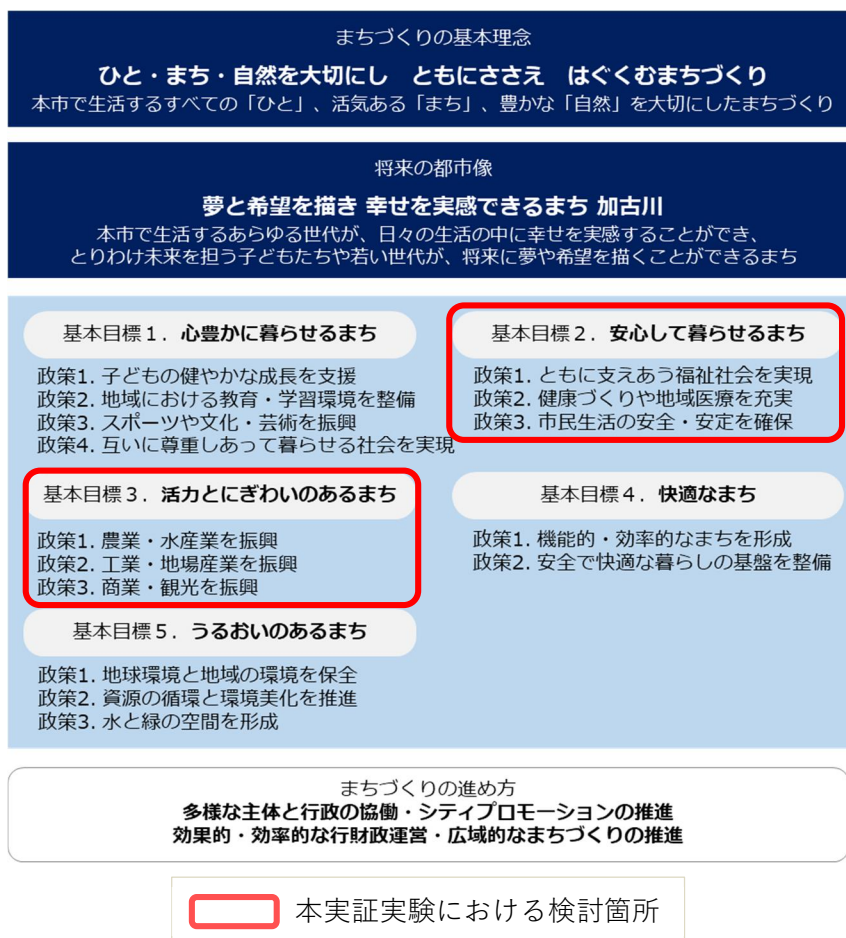 まちづくりの基本理念
ひと・まち・自然を大切にし　ともにささえ　はぐくむまちづくり
本市で生活するすべての「ひと」、活気ある「まち」、豊かな「自然」を大切にしたまちづくり
将来の都市像
夢と希望を描き 幸せを実感できるまち 加古川
本市で生活するあらゆる世代が、日々の生活の中に幸せを実感することができ、
とりわけ未来を担う子どもたちや若い世代が、将来に夢や希望を描くことができるまち
基本目標１．心豊かに暮らせるまち
政策1. 子どもの健やかな成長を支援
政策2. 地域における教育・学習環境を整備
政策3. スポーツや文化・芸術を振興
政策4. 互いに尊重しあって暮らせる社会を実現
基本目標２．安心して暮らせるまち
政策1. ともに支えあう福祉社会を実現
政策2. 健康づくりや地域医療を充実
政策3. 市民生活の安全・安定を確保
基本目標３．活力とにぎわいのあるまち
政策1. 農業・水産業を振興
政策2. 工業・地場産業を振興
政策3. 商業・観光を振興
基本目標４．快適なまち
政策1. 機能的・効率的なまちを形成
政策2. 安全で快適な暮らしの基盤を整備
基本目標５．うるおいのあるまち
政策1. 地球環境と地域の環境を保全
政策2. 資源の循環と環境美化を推進
政策3. 水と緑の空間を形成
まちづくりの進め方
多様な主体と行政の協働・シティプロモーションの推進
効果的・効率的な行財政運営・広域的なまちづくりの推進
本実証実験における検討箇所